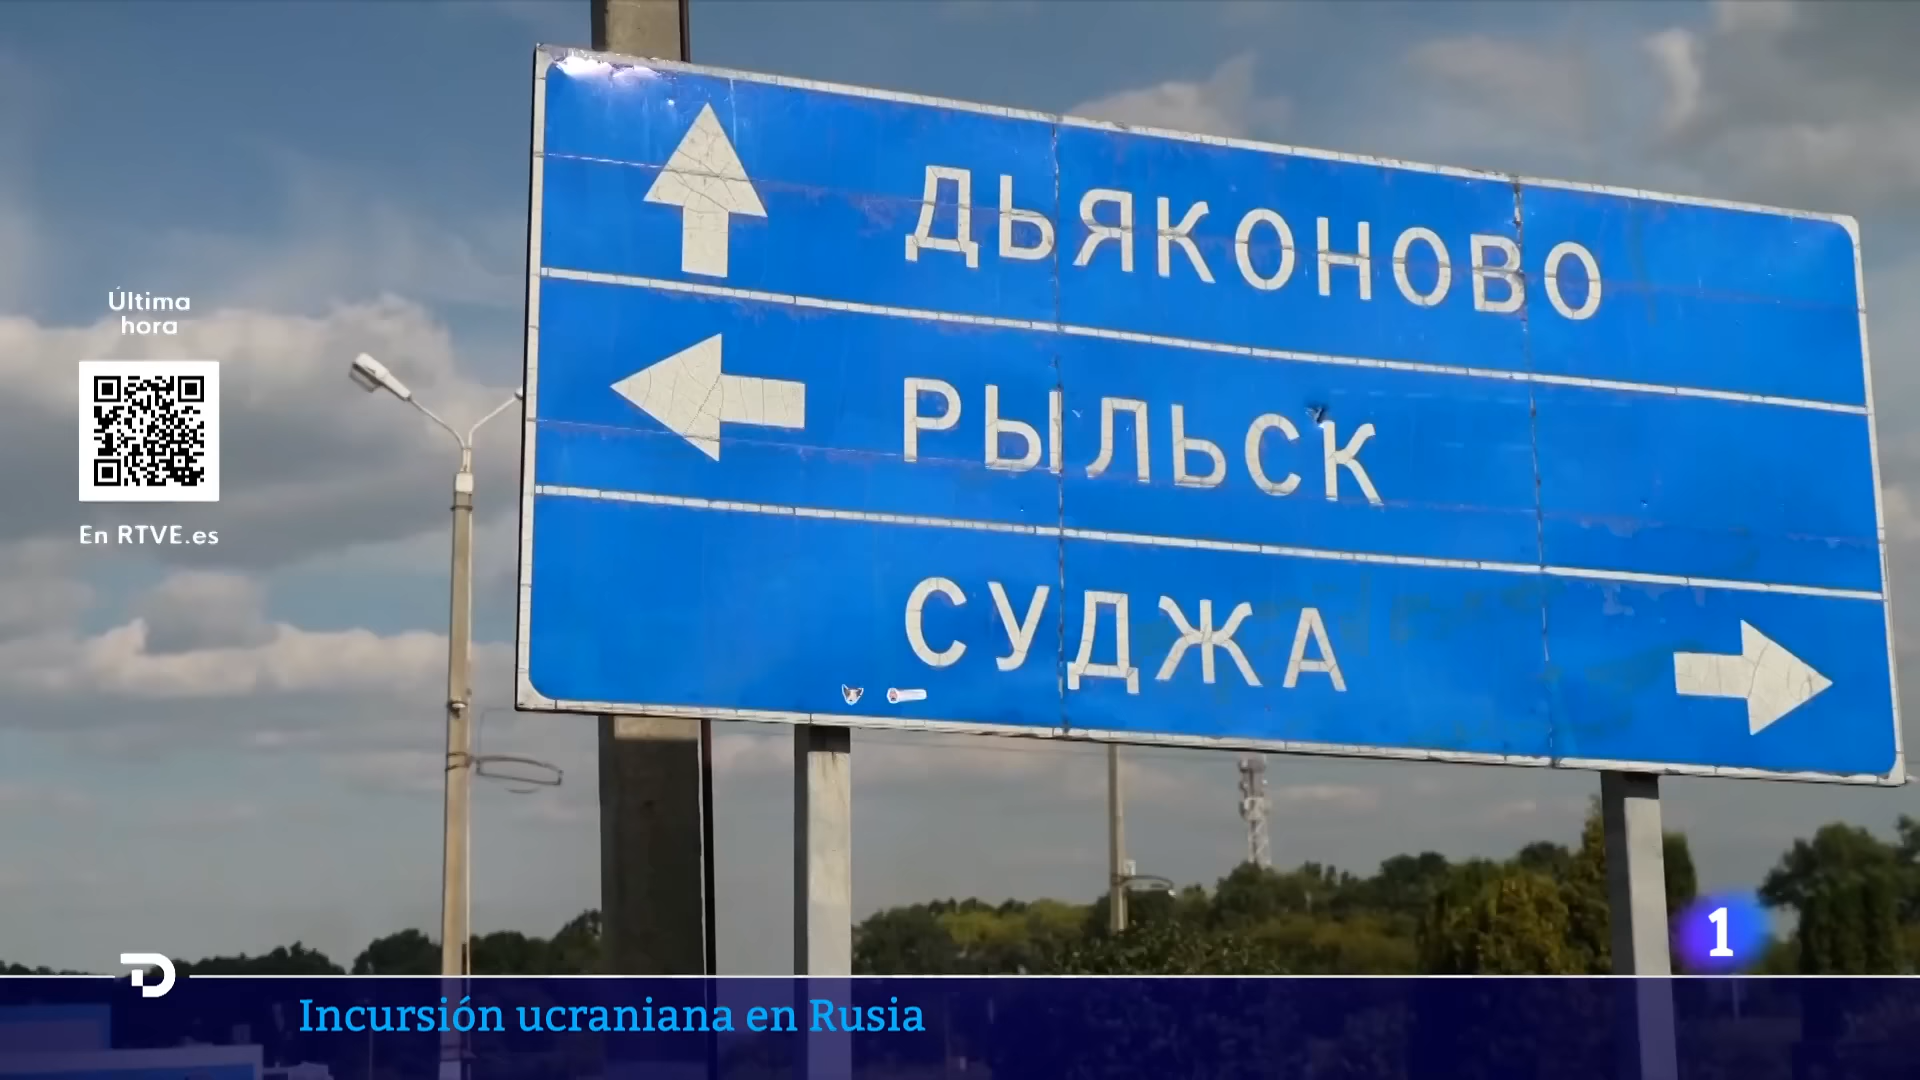 ДЬЯКОНОВО
РЫЛЬСК
СУДЖА
Última
hora
En RTVE.es
1
Incursión ucraniana en Rusia